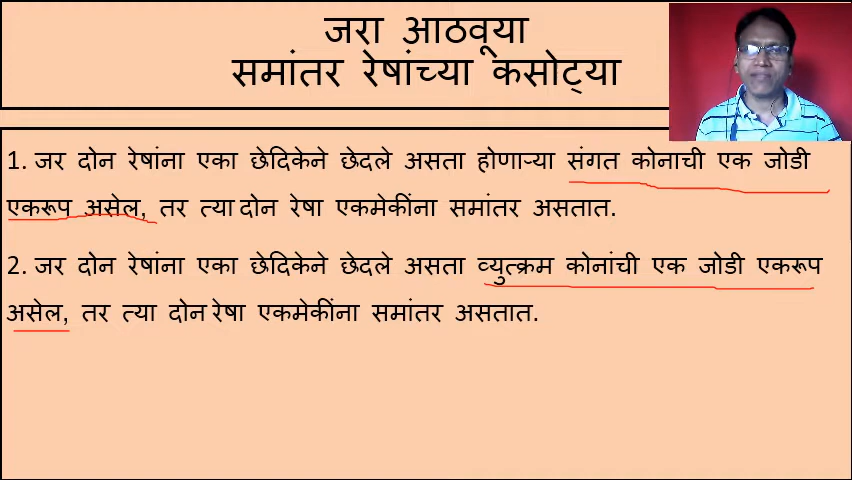 जरा आठवूया
समांतर रेषांच्या कसोट्या
1. जर दोन रेषांना एका छेदिकेने छेदले असता होणाऱ्या संगत कोनाची एक जोडी
एकरूप असेल, तर त्या दोन रेषा एकमेकींना समांतर असतात.
2. जर दोन रेषांना एका छेदिकेने छेदले असता व्युत्क्रम कोनांची एक जोडी एकरूप
असेल, तर त्या दोन रेषा एकमेकींना समांतर असतात.